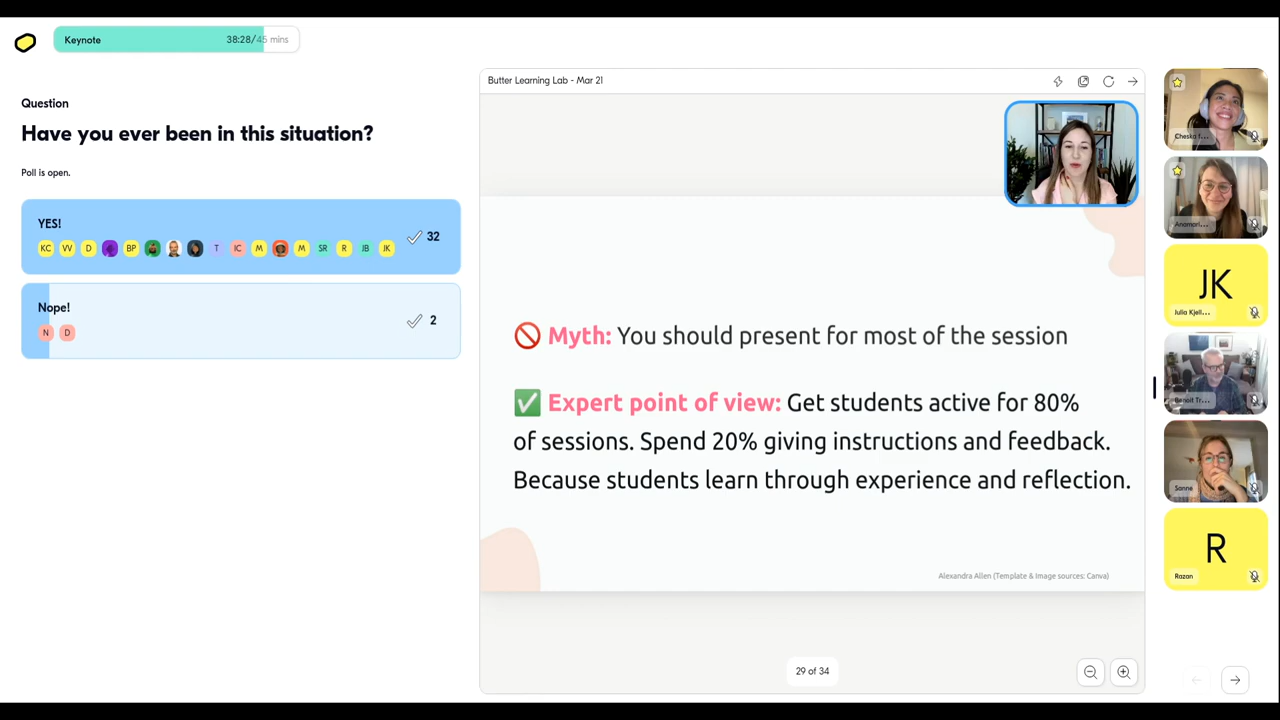 Keynote
38:28/45 mins
Question
Have you ever been in this situation?
Poll is open.
YES!
KC VV D BP T IC M M SR R JB JK
32
Nope!
N D
2
Butter Learning Lab - Mar 21
🚫 Myth: You should present for most of the session
✅ Expert point of view: Get students active for 80%
of sessions. Spend 20% giving instructions and feedback.
Because students learn through experience and reflection.
Alexandra Allen (Template & Image sources: Canva)
29 of 34
Cheska f...
Anamari...
JK
Julia Kjell...
Benoit Tr...
Sanne
R
Razan